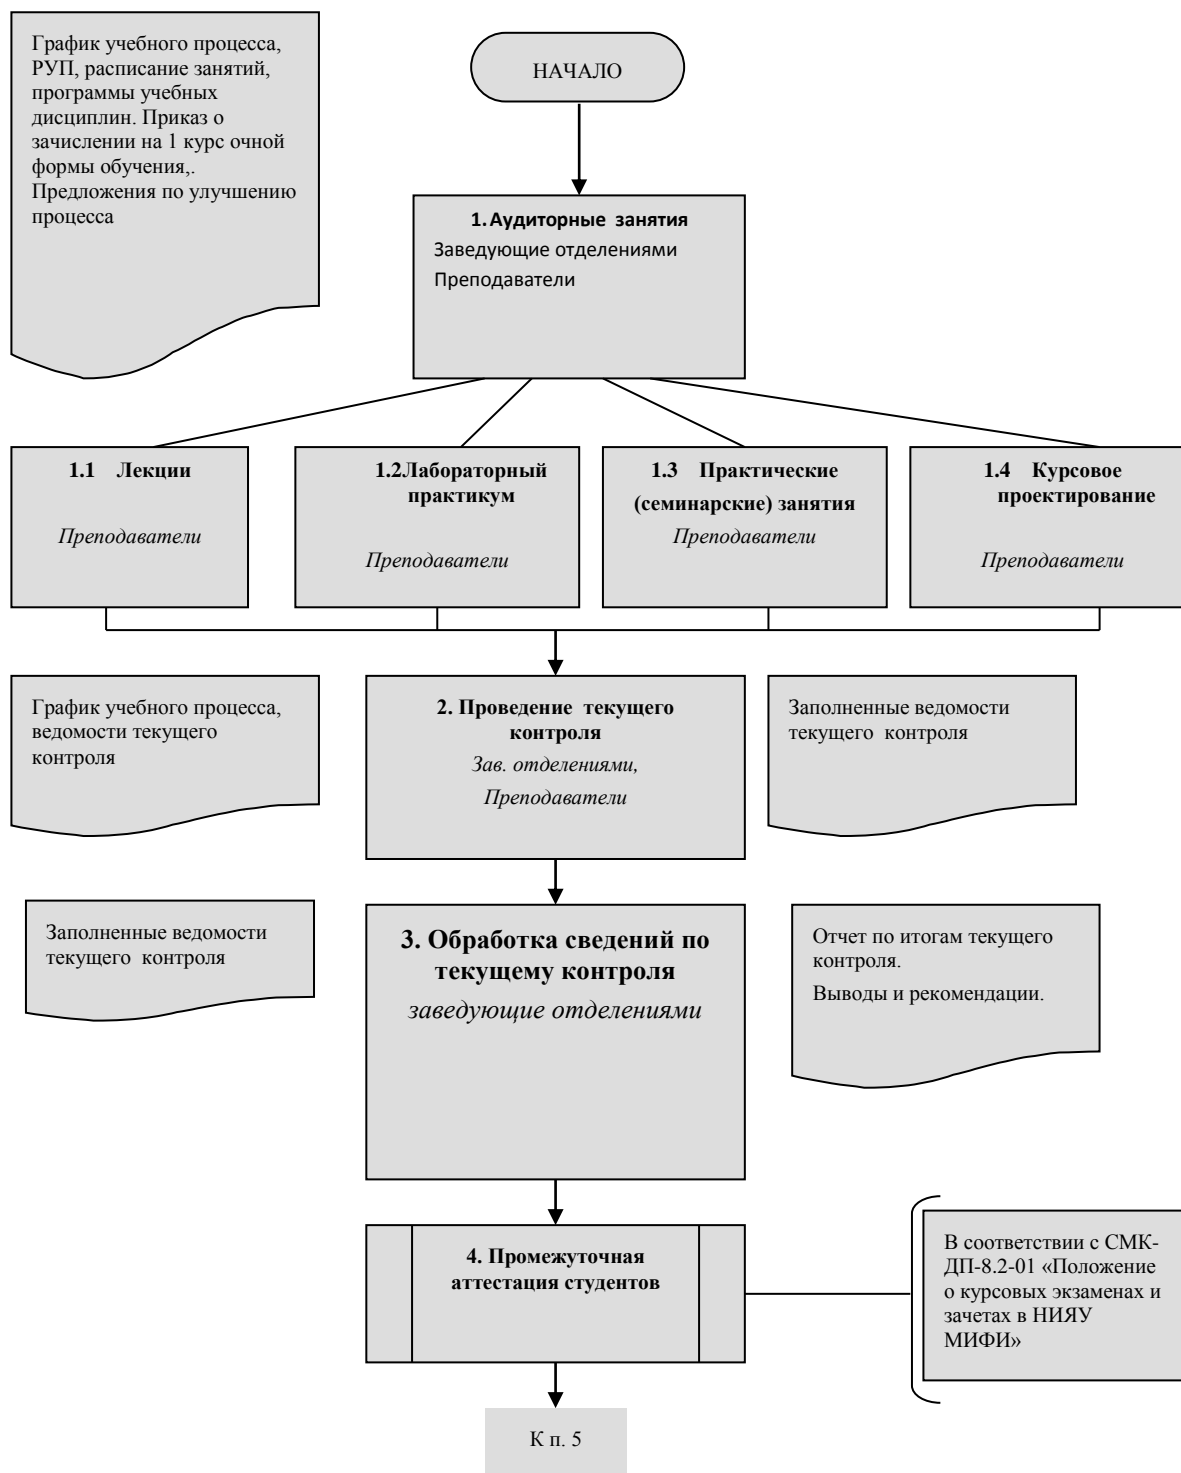 График учебного процесса,
РУП, расписание занятий,
программы учебных
дисциплин. Приказ о
зачислении на 1 курс очной
формы обучения,.
Предложения по улучшению
процесса
НАЧАЛО
1. Аудиторные занятия
Заведующие отделениями
Преподаватели
1.1 Лекции
Преподаватели
1.2Лабораторный
практикум
Преподаватели
1.3 Практические
(семинарские) занятия
Преподаватели
1.4 Курсовое
проектирование
Преподаватели
График учебного процесса,
ведомости текущего
контроля
2. Проведение текущего
контроля
Зав. отделениями,
Преподаватели
Заполненные ведомости
текущего контроля
Заполненные ведомости
текущего контроля
3. Обработка сведений по
текущему контроля
заведующие отделениями
Отчет по итогам текущего
контроля.
Выводы и рекомендации.
4. Промежуточная
аттестация студентов
В соответствии с СМК-
ДП-8.2-01 «Положение
о курсовых экзаменах и
зачетах в НИЯУ
МИФИ»
К п. 5